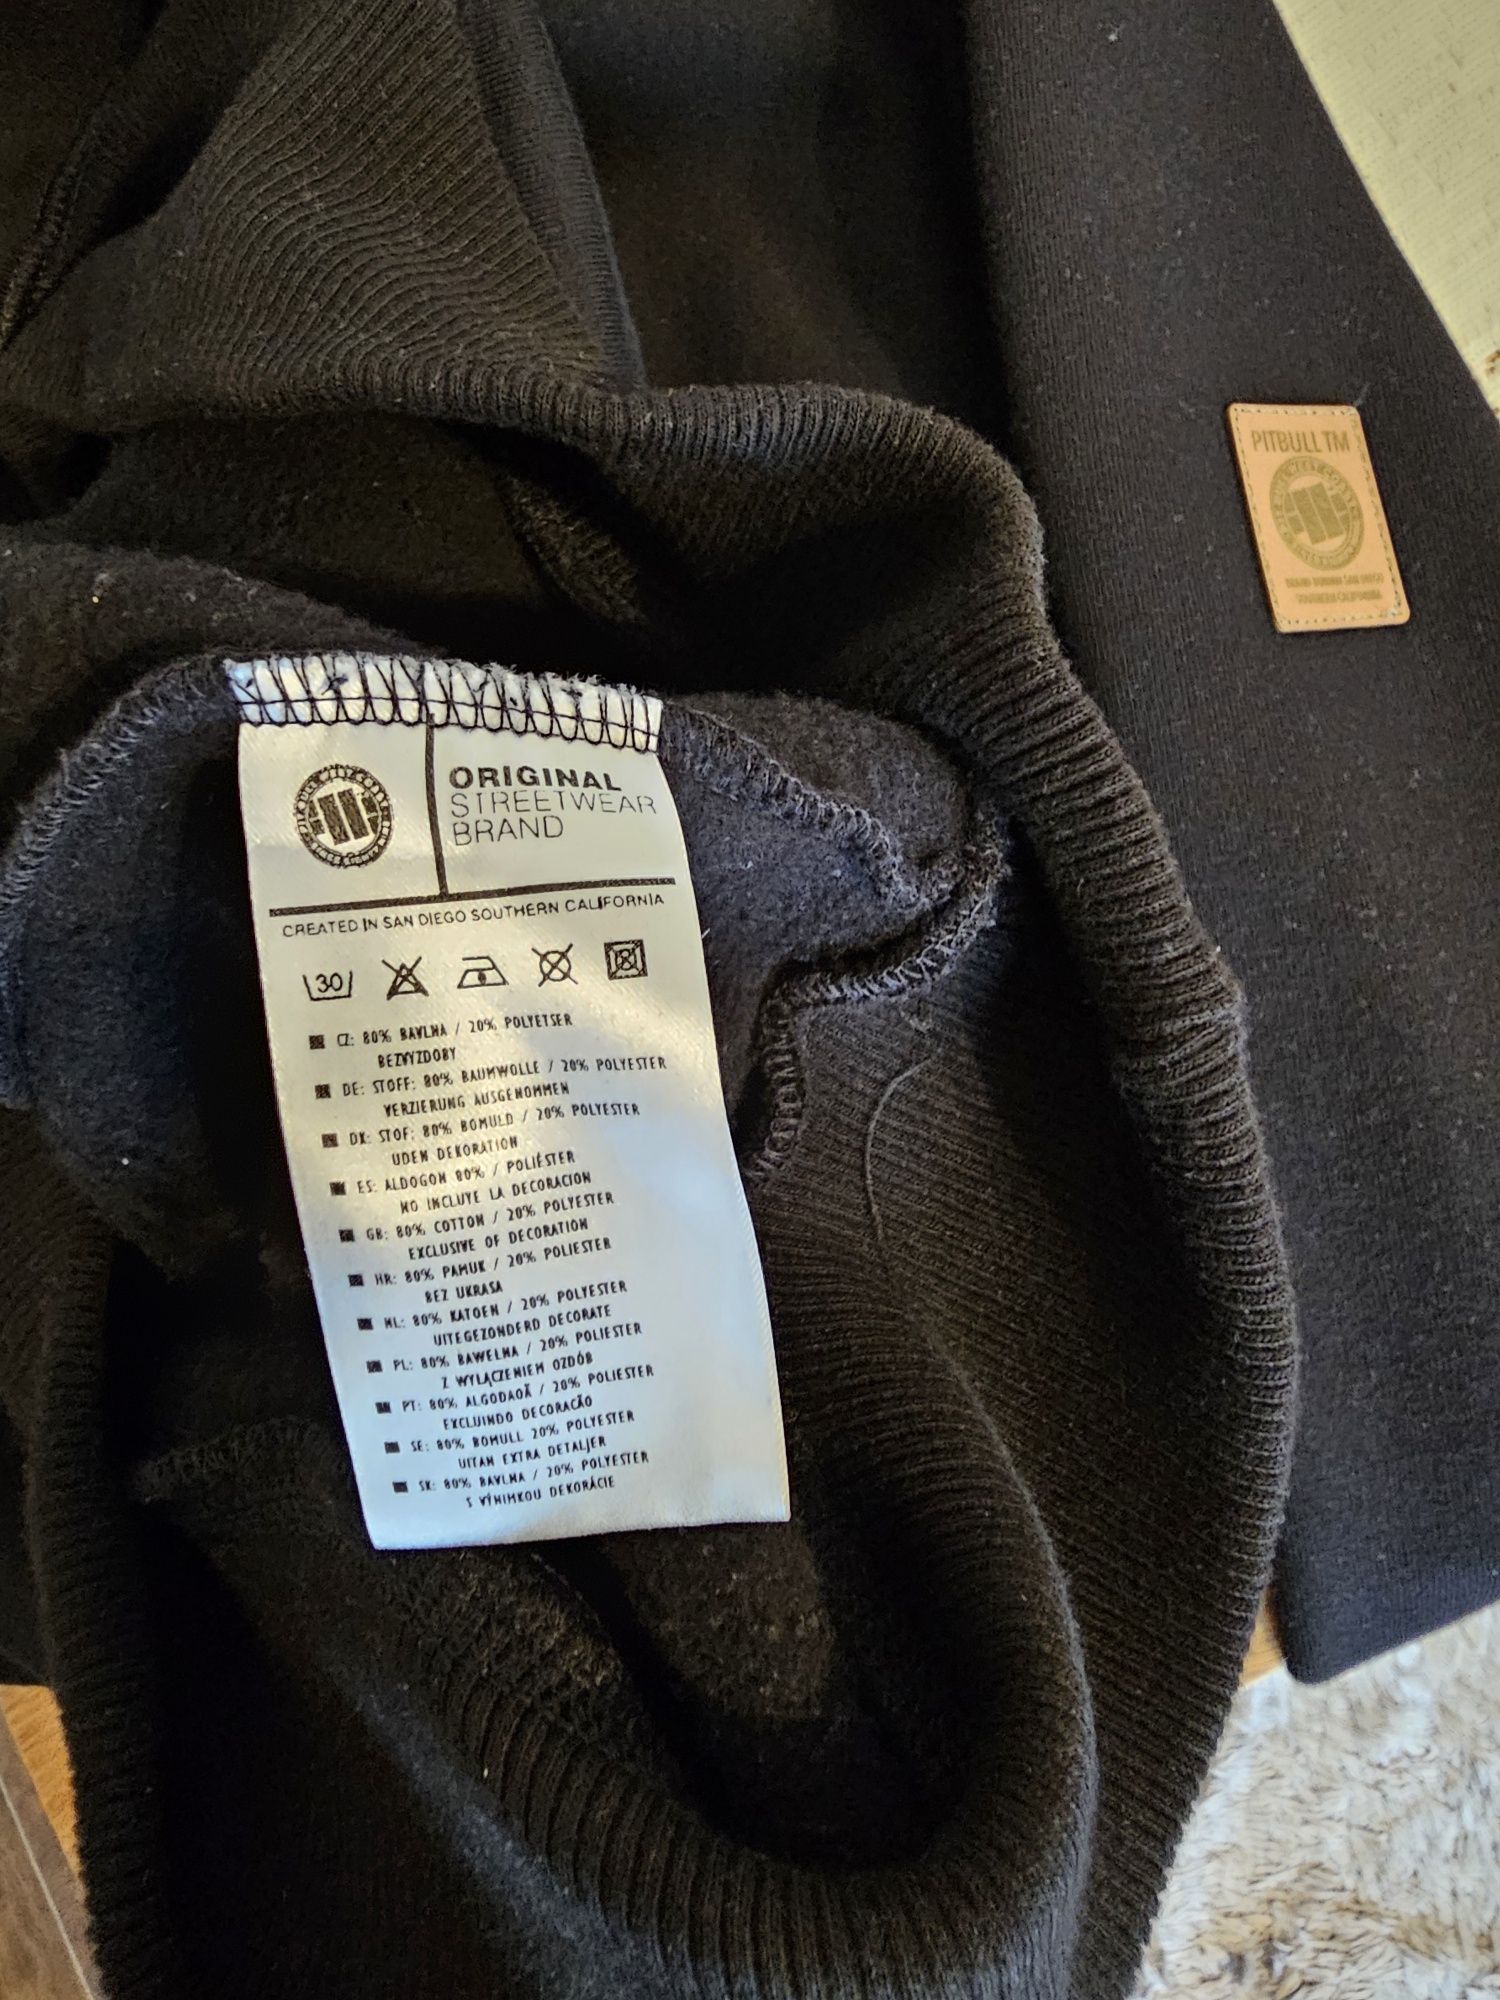 PITBULL TM
ORIGINAL
STREETWEAR
BRAND
CREATED IN SAN DIEGO SOUTHERN CALIFORNIA
30
CZ: 80% BAVLNA / 20% POLYETSER
BEZVYZDOBY
DE: STOFF: 80% BAUMWOLLE / 20% POLYESTER
VERZIERUNG AUSGENOMMEN
DK: STOF: 80% BOMULD / 20% POLYESTER
UDEN DEKORATION
ES: ALDOGON 80% / POLIÉSTER
NO INCLUYE LA DECORACION
GB: 80% COTTON / 20% POLYESTER
EXCLUSIVE OF DECORATION
HR: 80% PAMUK / 20% POLIESTER
BEZ UKRASA
NL: 80% KATOEN / 20% POLYESTER
UITEGEZONDERD DECORATE
PL: 80% BAWEŁNA / 20% POLIESTER
Z WYŁĄCZENIEM OZDÓB
PT: 80% ALGODAOÃ / 20% POLIESTER
EXCLUINDO DECORACÃO
SE: 80% BOMULL 20% POLYESTER
UITAN EXTRA DETALJER
SK: 80% BAVLNA / 20% POLYESTER
S VÝNIMKOU DEKORÁCIE